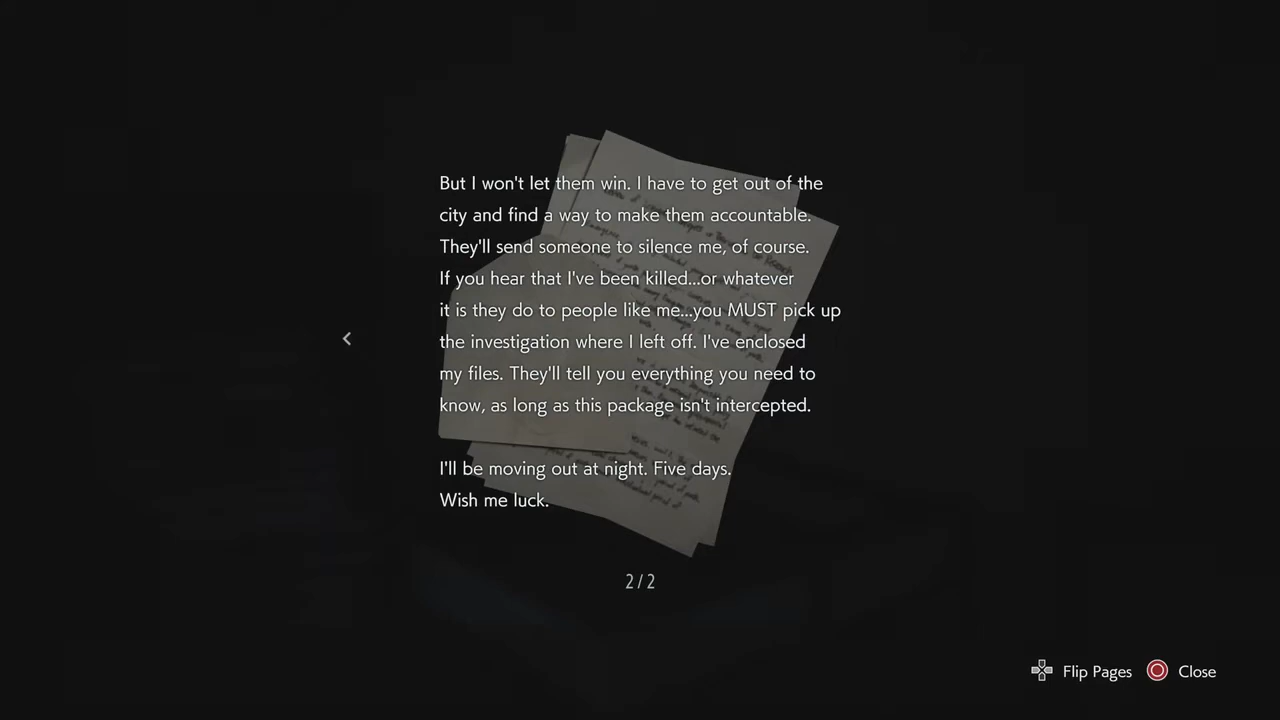 But I won't let them win. I have to get out of the
city and find a way to make them accountable.
They'll send someone to silence me, of course.
If you hear that I've been killed...or whatever
it is they do to people like me...you MUST pick up
the investigation where I left off. I've enclosed
my files. They'll tell you everything you need to
know, as long as this package isn't intercepted.
I'll be moving out at night. Five days.
Wish me luck.
2/2
Flip Pages Close